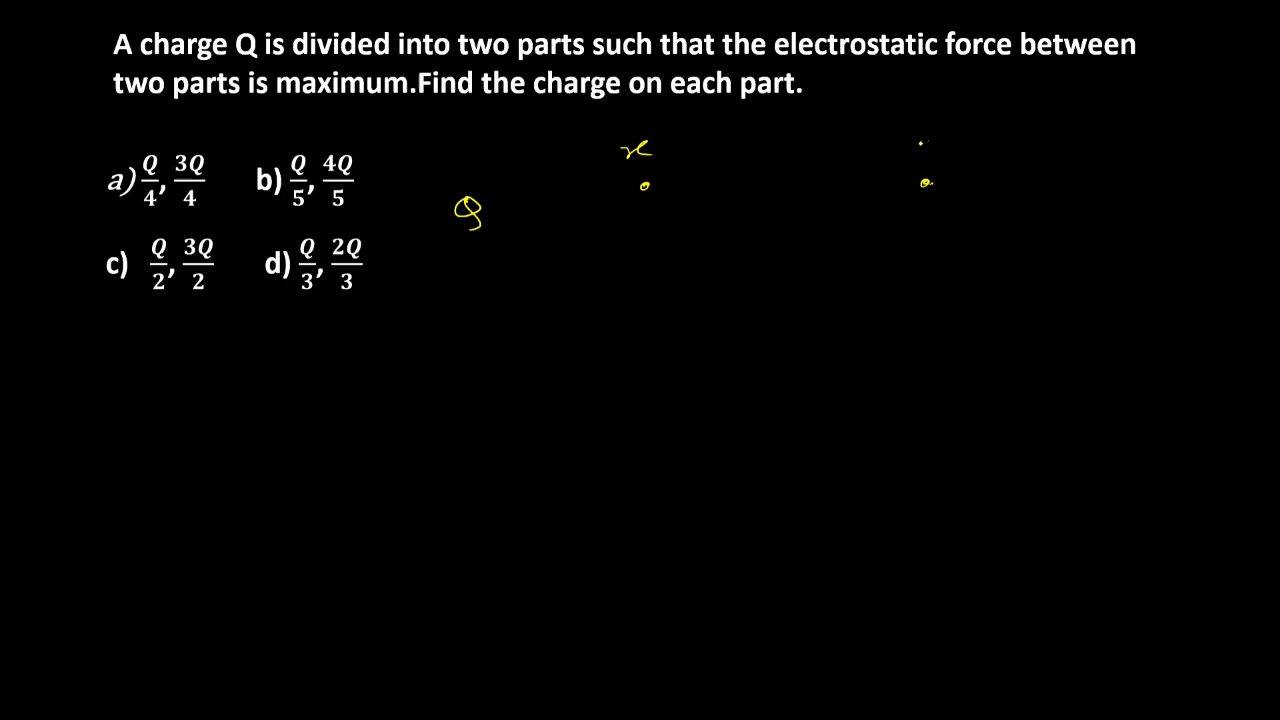 A charge Q is divided into two parts such that the electrostatic force between
two parts is maximum.Find the charge on each part.
x
a) Q/4, 3Q/4 b) Q/5, 4Q/5
Q
c) Q/2, 3Q/2 d) Q/3, 2Q/3